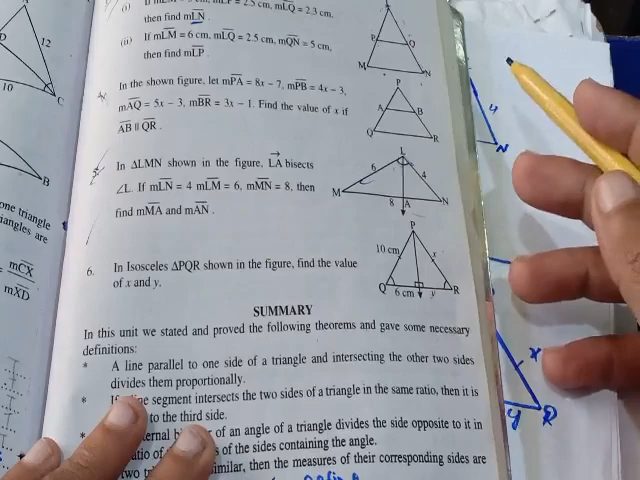 12
10
C
B
one triangle
iangles are
mCX
mXD
(i)
then find mLN.
(ii) If mLM = 6 cm, mLQ = 2.5 cm, mQN = 5 cm,
then find mLP.
P Q
M N
In the shown figure, let mPA = 8x – 7, mPB = 4x – 3,
mAQ = 5x – 3, mBR = 3x – 1. Find the value of x if
AB || QR.
P
A B
Q R
In ΔLMN shown in the figure, LA bisects
∠L. If mLN = 4 mLM = 6, mMN = 8, then
find mMA and mAN.
L
6 4
M 8 A N
6. In Isosceles ΔPQR shown in the figure, find the value
of x and y.
P
10 cm x
Q 6 cm y R
SUMMARY
In this unit we stated and proved the following theorems and gave some necessary
definitions:
* A line parallel to one side of a triangle and intersecting the other two sides
divides them proportionally.
* If line segment intersects the two sides of a triangle in the same ratio, then it is
to the third side.
* of an angle of a triangle divides the side opposite to it in
of the sides containing the angle.
similar, then the measures of their corresponding sides are
4
N
x
y R